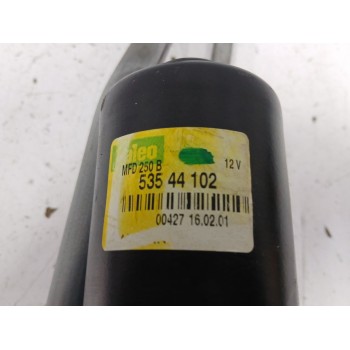 Valeo
MFD 250 B 12 V
535 44 102
00427 16.02.01